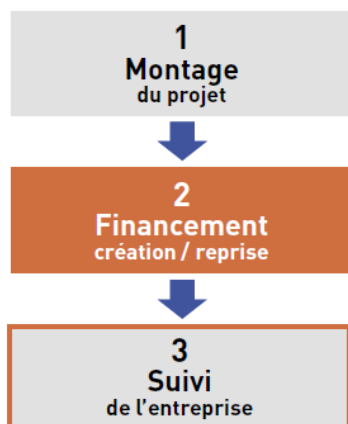 1
Montage
du projet
2
Financement
création / reprise
3
Suivi
de l'entreprise